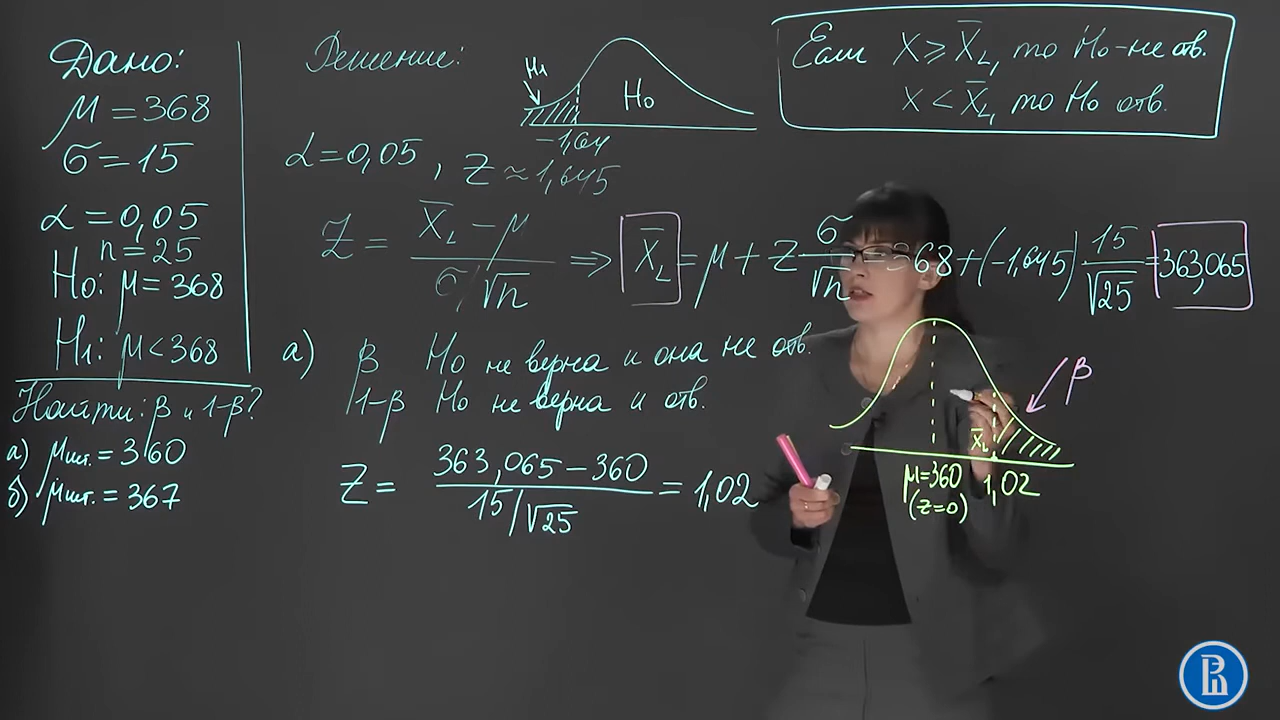 Дано:
μ = 368
σ = 15
α = 0,05
n = 25
H₀: μ = 368
H₁: μ < 368
Найти: β и 1-β?
а) μист. = 360
б) μист. = 367
Решение:
H₁
H₀
-1,64
Если X ≥ X̄L, то H₀-не отв.
X < X̄L, то H₀ отв.
α = 0,05, Z ≈ 1,645
Z = (X̄L - μ) / (σ/√n) ⇒ X̄L = μ + Z σ/√n 368 + (-1,645) 15/√25 = 363,065
а) β H₀ не верна и она не отв.
1-β H₀ не верна и отв.
Z = (363,065 - 360) / (15/√25) = 1,02
β
X̄L
μ=360 1,02
(z=0)